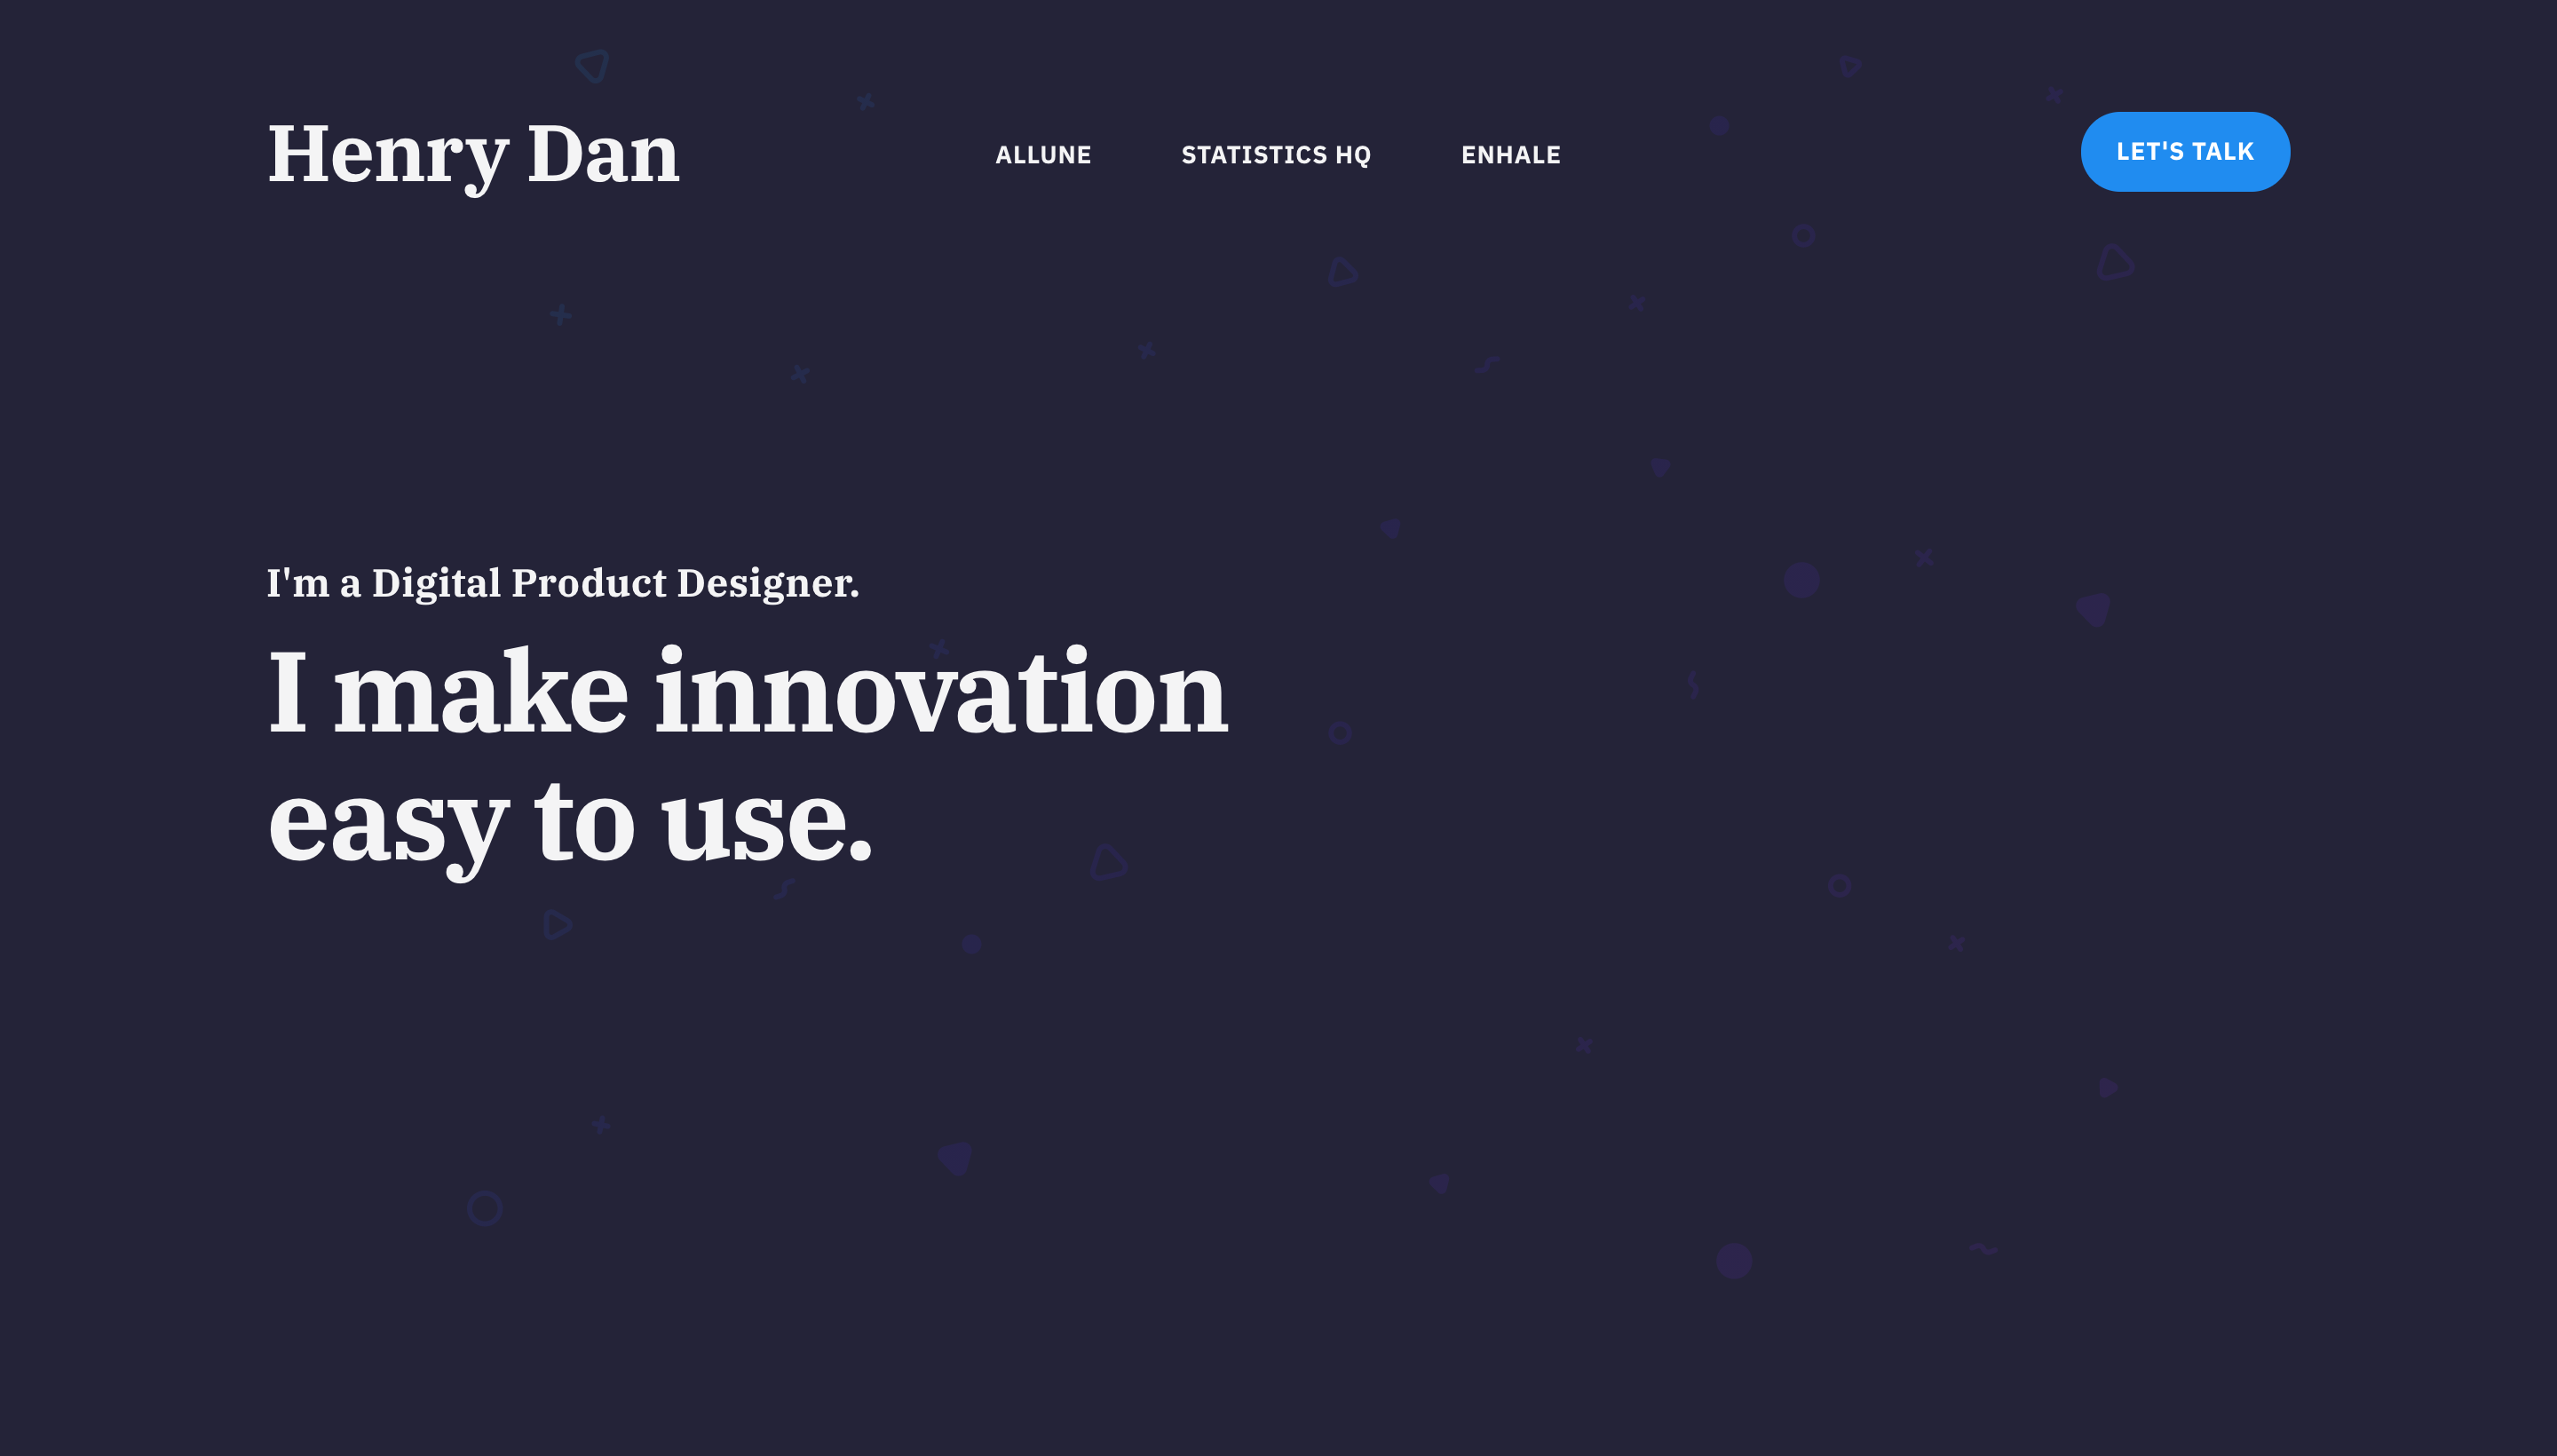 Henry Dan
ALLUNE
STATISTICS HQ
ENHALE
LET'S TALK
I'm a Digital Product Designer.
I make innovation
easy to use.